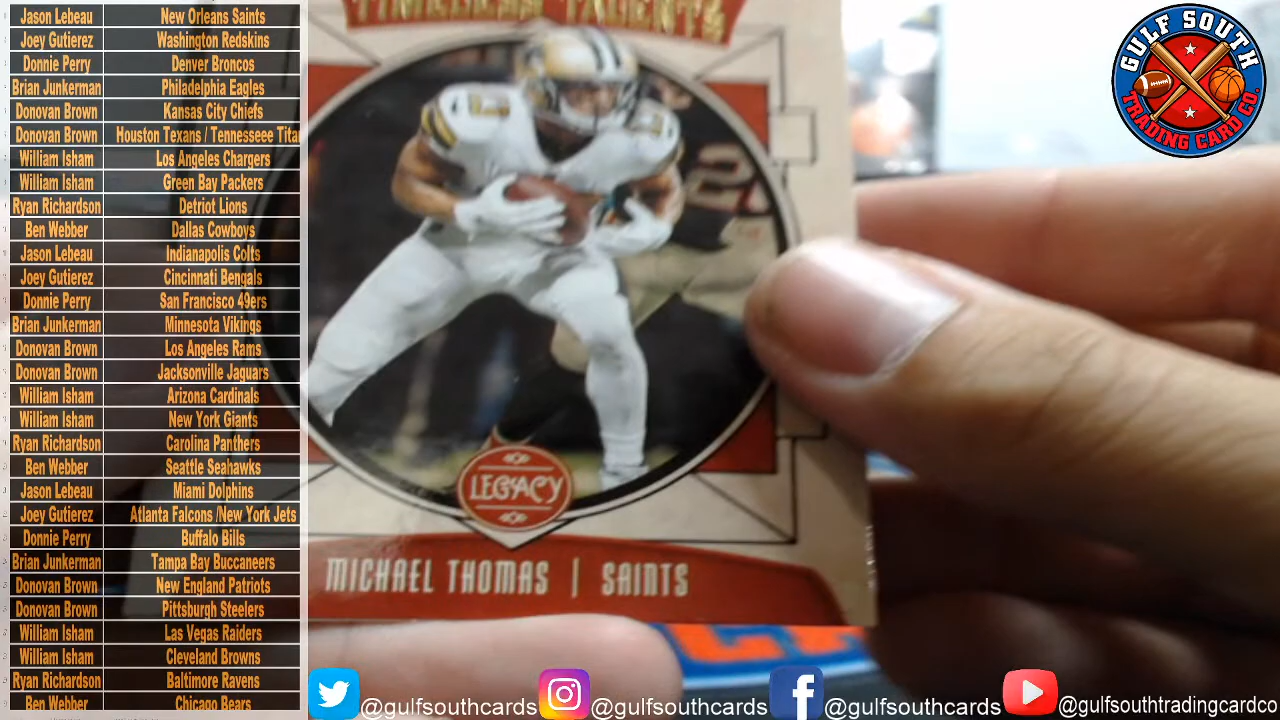 Jason Lebeau New Orleans Saints
Joey Gutierez Washington Redskins
Donnie Perry Denver Broncos
Brian Junkerman Philadelphia Eagles
Donovan Brown Kansas City Chiefs
Donovan Brown Houston Texans / Tennesseee Tita
William Isham Los Angeles Chargers
William Isham Green Bay Packers
Ryan Richardson Detriot Lions
Ben Webber Dallas Cowboys
Jason Lebeau Indianapolis Colts
Joey Gutierez Cincinnati Bengals
Donnie Perry San Francisco 49ers
Brian Junkerman Minnesota Vikings
Donovan Brown Los Angeles Rams
Donovan Brown Jacksonville Jaguars
William Isham Arizona Cardinals
William Isham New York Giants
Ryan Richardson Carolina Panthers
Ben Webber Seattle Seahawks
Jason Lebeau Miami Dolphins
Joey Gutierez Atlanta Falcons /New York Jets
Donnie Perry Buffalo Bills
Brian Junkerman Tampa Bay Buccaneers
Donovan Brown New England Patriots
Donovan Brown Pittsburgh Steelers
William Isham Las Vegas Raiders
William Isham Cleveland Browns
Ryan Richardson Baltimore Ravens
Ben Webber Chicago Bears
TIMELESS TALENTS
LEGACY
MICHAEL THOMAS | SAINTS
GULF SOUTH
TRADING CARD CO.
@gulfsouthcards @gulfsouthcards @gulfsouthcards @gulfsouthtradingcardco